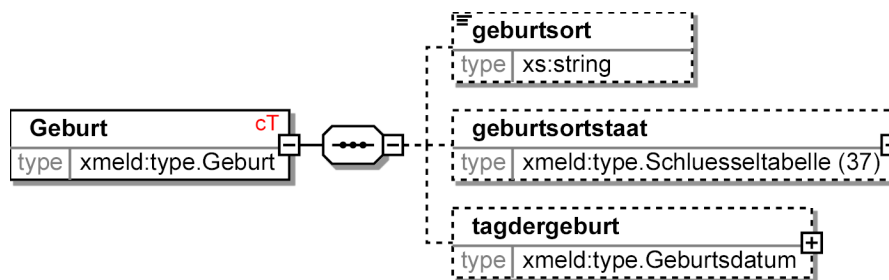 geburtsort
type xs:string
Geburt cT
type xmeld:type.Geburt
geburtsortstaat
type xmeld:type.Schluesseltabelle (37)
tagdergeburt
type xmeld:type.Geburtsdatum